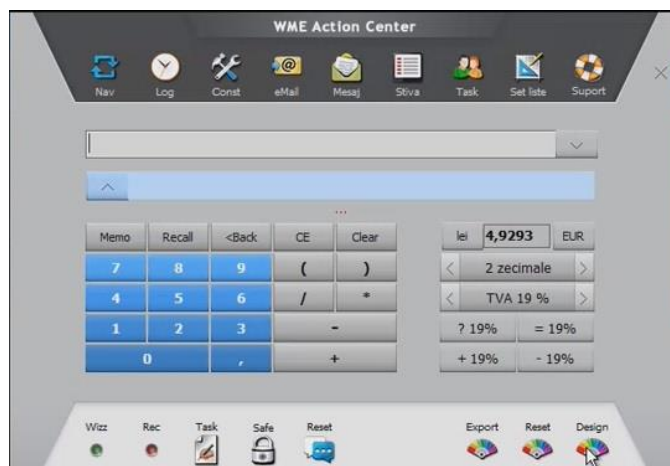 WME Action Center
Nav Log Const eMail Mesaj Stiva Task Set liste Suport
...
Memo Recall <Back CE Clear lei 4,9293 EUR
7 8 9 ( ) < 2 zecimale >
4 5 6 / * < TVA 19 % >
1 2 3 - ? 19% = 19%
0 , + + 19% - 19%
Wizz Rec Task Safe Reset Export Reset Design